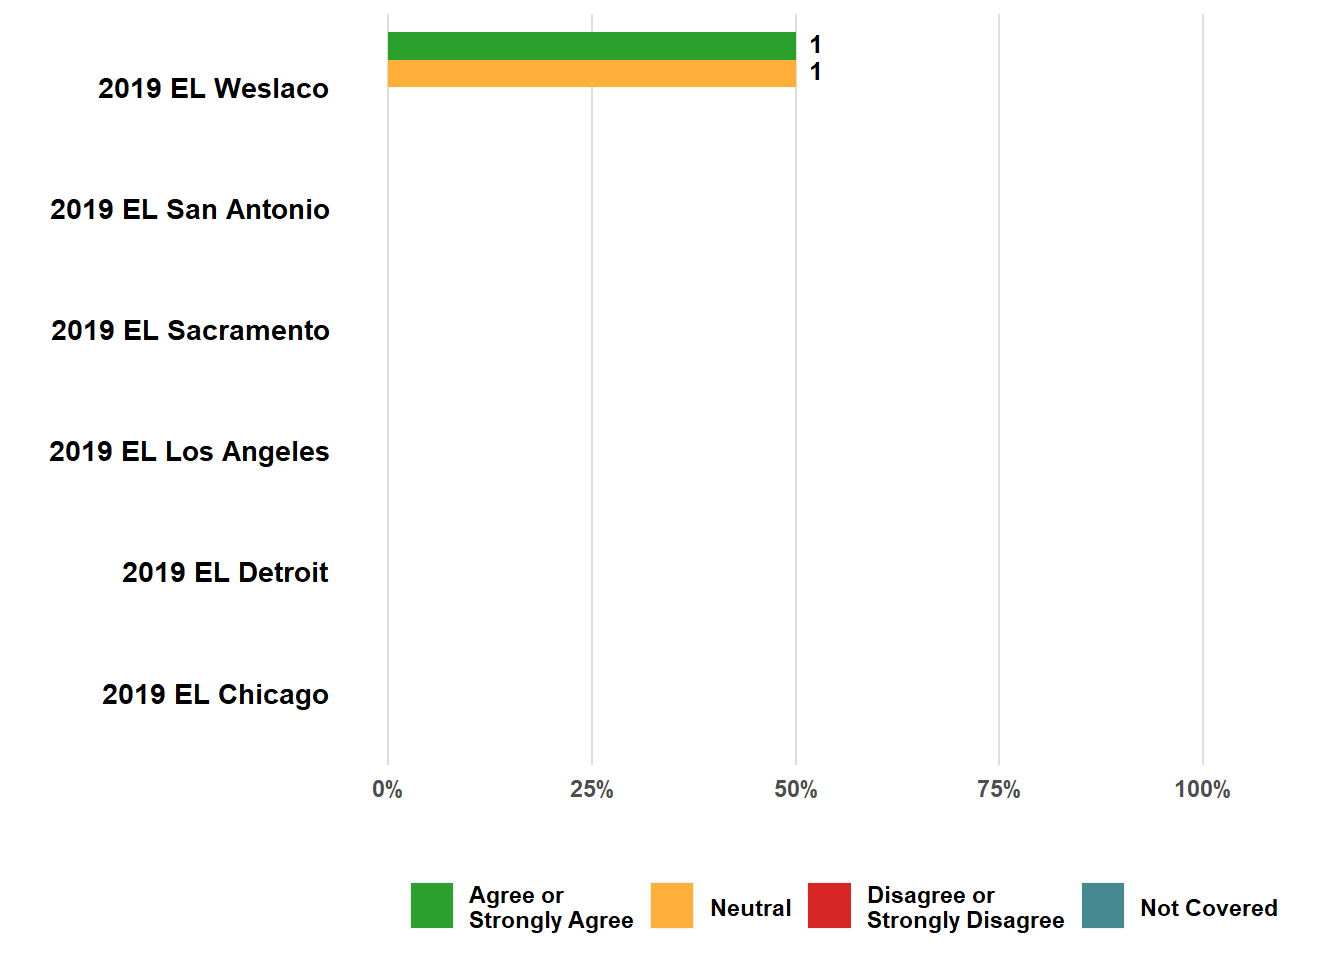 1
1
2019 EL Weslaco
2019 EL San Antonio
2019 EL Sacramento
2019 EL Los Angeles
2019 EL Detroit
2019 EL Chicago
0% 25% 50% 75% 100%
Agree or
Strongly Agree
Neutral
Disagree or
Strongly Disagree
Not Covered